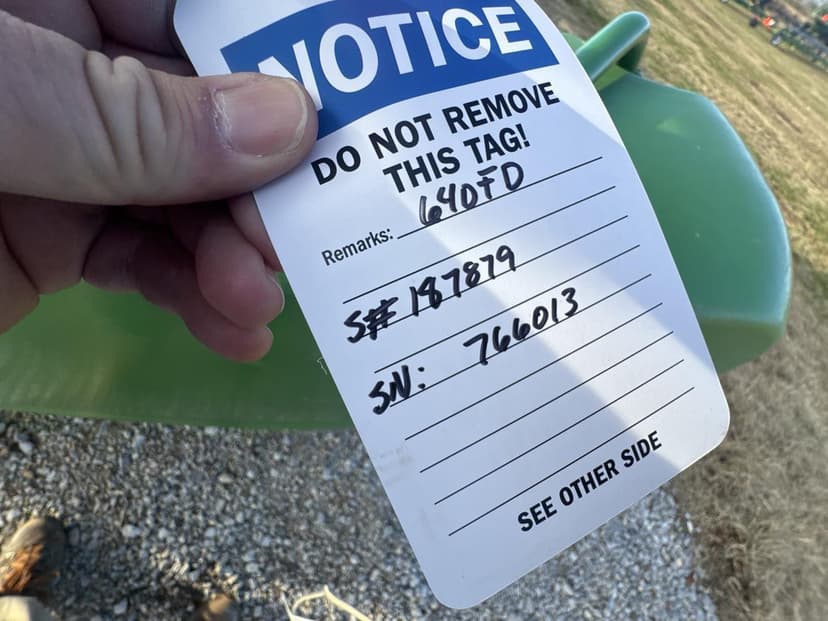 NOTICE
DO NOT REMOVE
THIS TAG!
Remarks: 640FD
S# 187879
SN: 766013
SEE OTHER SIDE